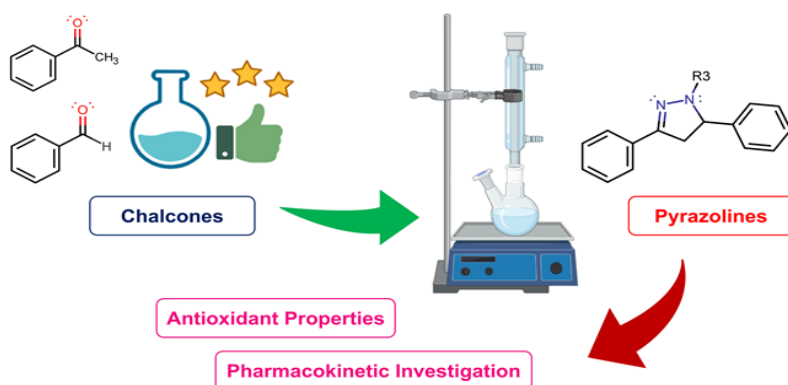 O
CH3
O
H
Chalcones
R3
N
N
Pyrazolines
Antioxidant Properties
Pharmacokinetic Investigation